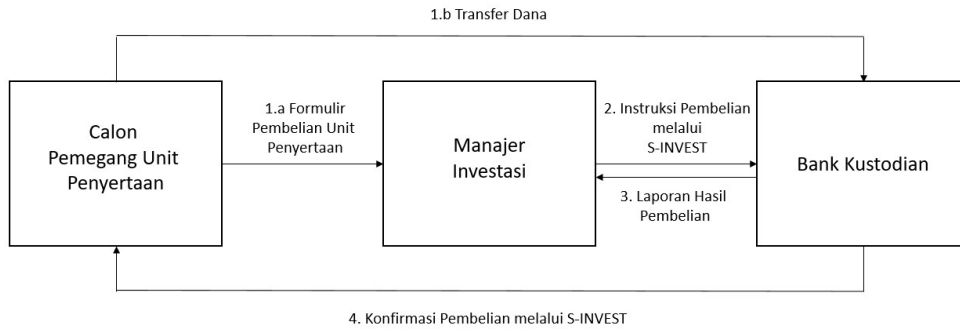 1.b Transfer Dana
Calon
Pemegang Unit
Penyertaan
1.a Formulir
Pembelian Unit
Penyertaan
Manajer
Investasi
2. Instruksi Pembelian
melalui
S-INVEST
3. Laporan Hasil
Pembelian
Bank Kustodian
4. Konfirmasi Pembelian melalui S-INVEST